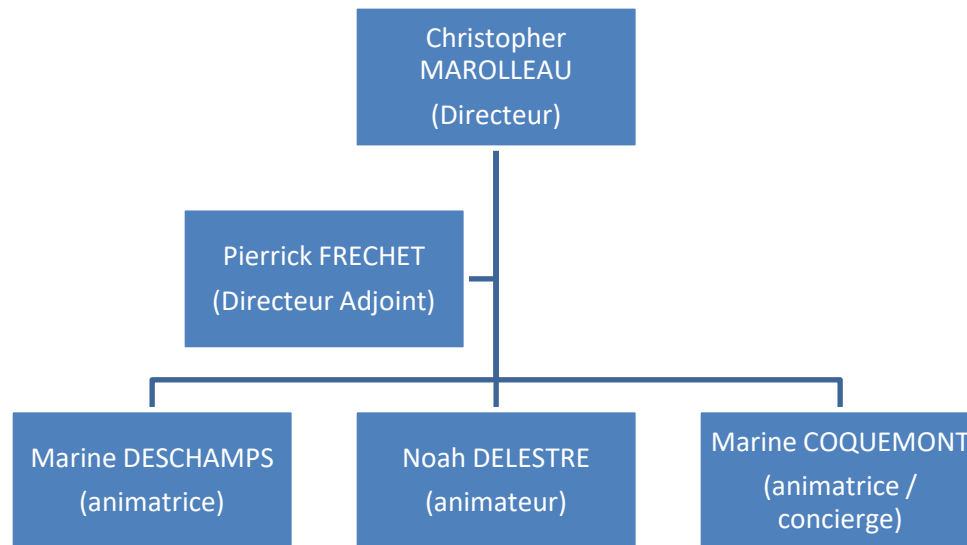 Christopher
MAROLLEAU
(Directeur)
Pierrick FRECHET
(Directeur Adjoint)
Marine DESCHAMPS
(animatrice)
Noah DELESTRE
(animateur)
Marine COQUEMONT
(animatrice /
concierge)